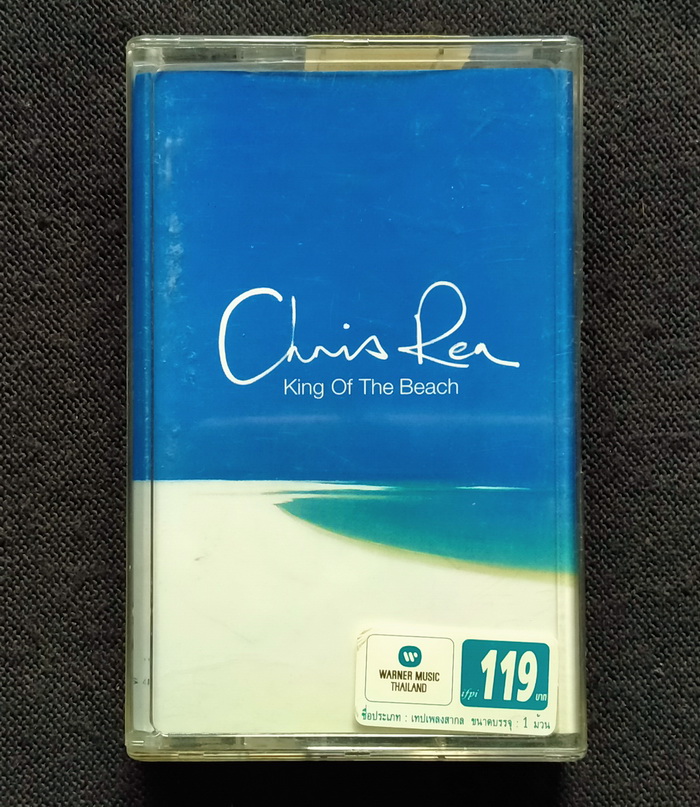 Chris Rea
King Of The Beach
WARNER MUSIC
THAILAND
ifpi
119
บาท
ชื่อประเภท : เทปเพลงสากล ขนาดบรรจุ : 1 ม้วน